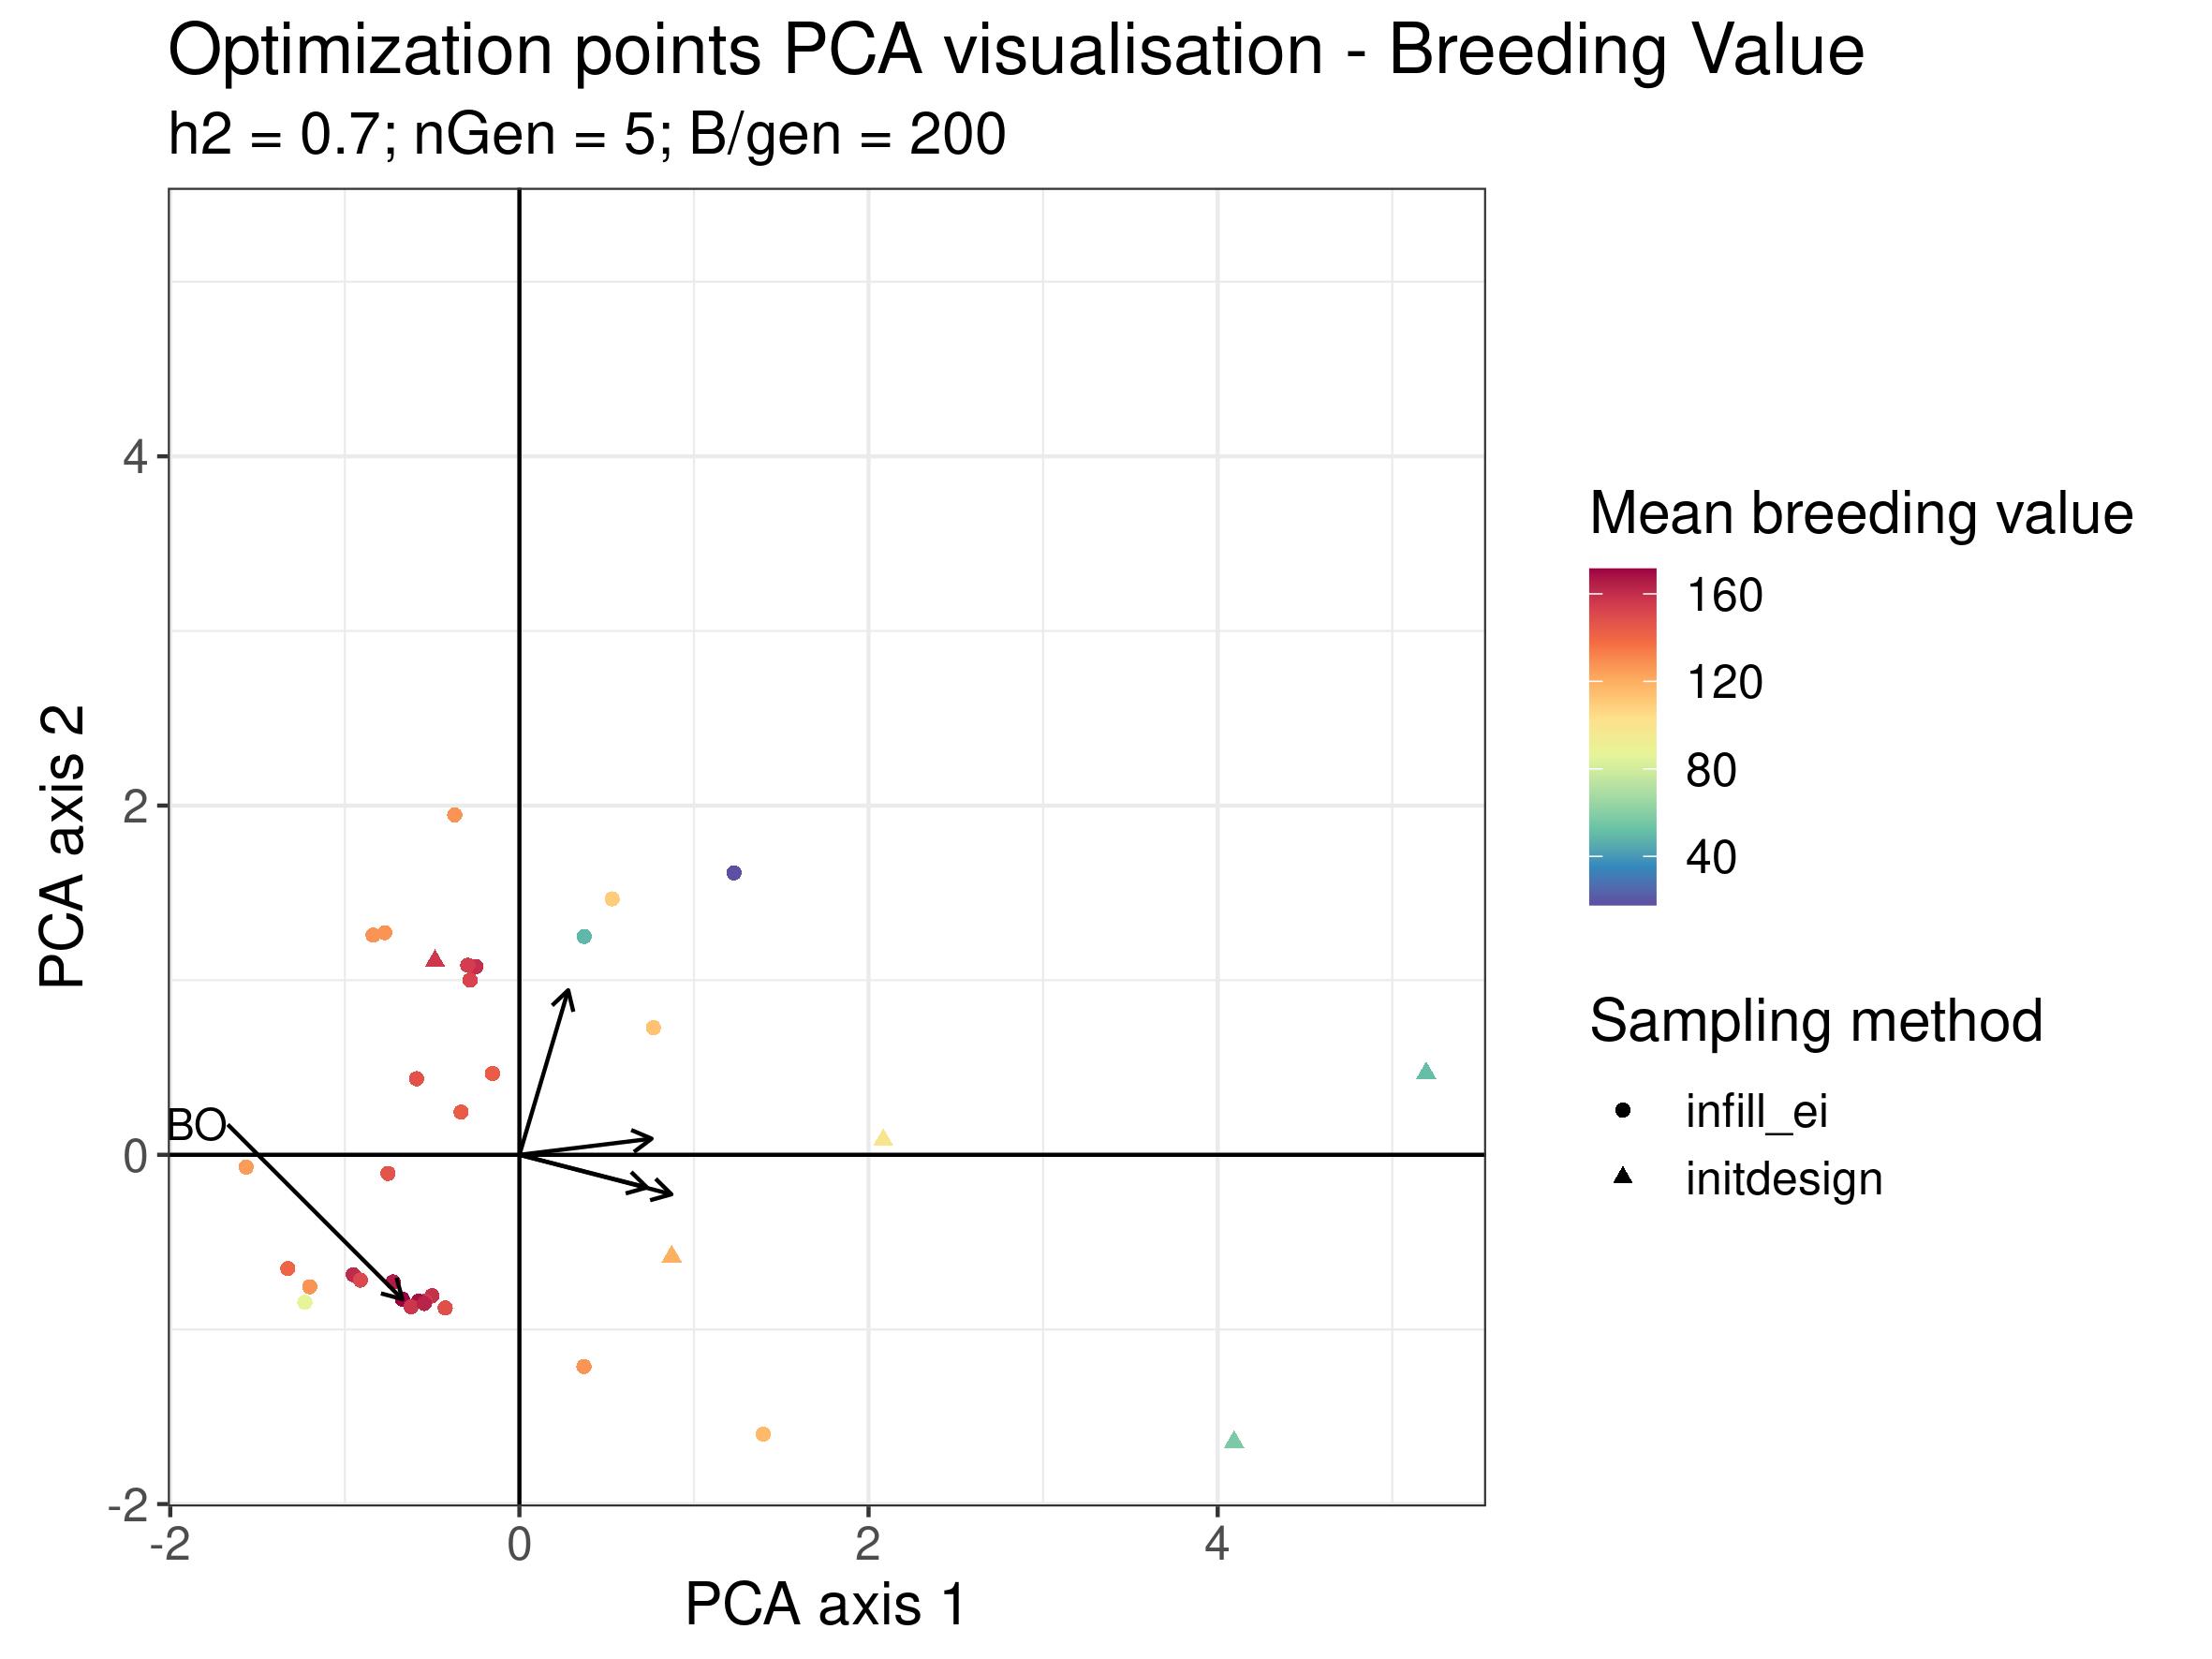 Optimization points PCA visualisation - Breeding Value
h2 = 0.7; nGen = 5; B/gen = 200
PCA axis 2
4
2
0
-2
BO
-2
0
2
4
PCA axis 1
Mean breeding value
160
120
80
40
Sampling method
infill_ei
initdesign